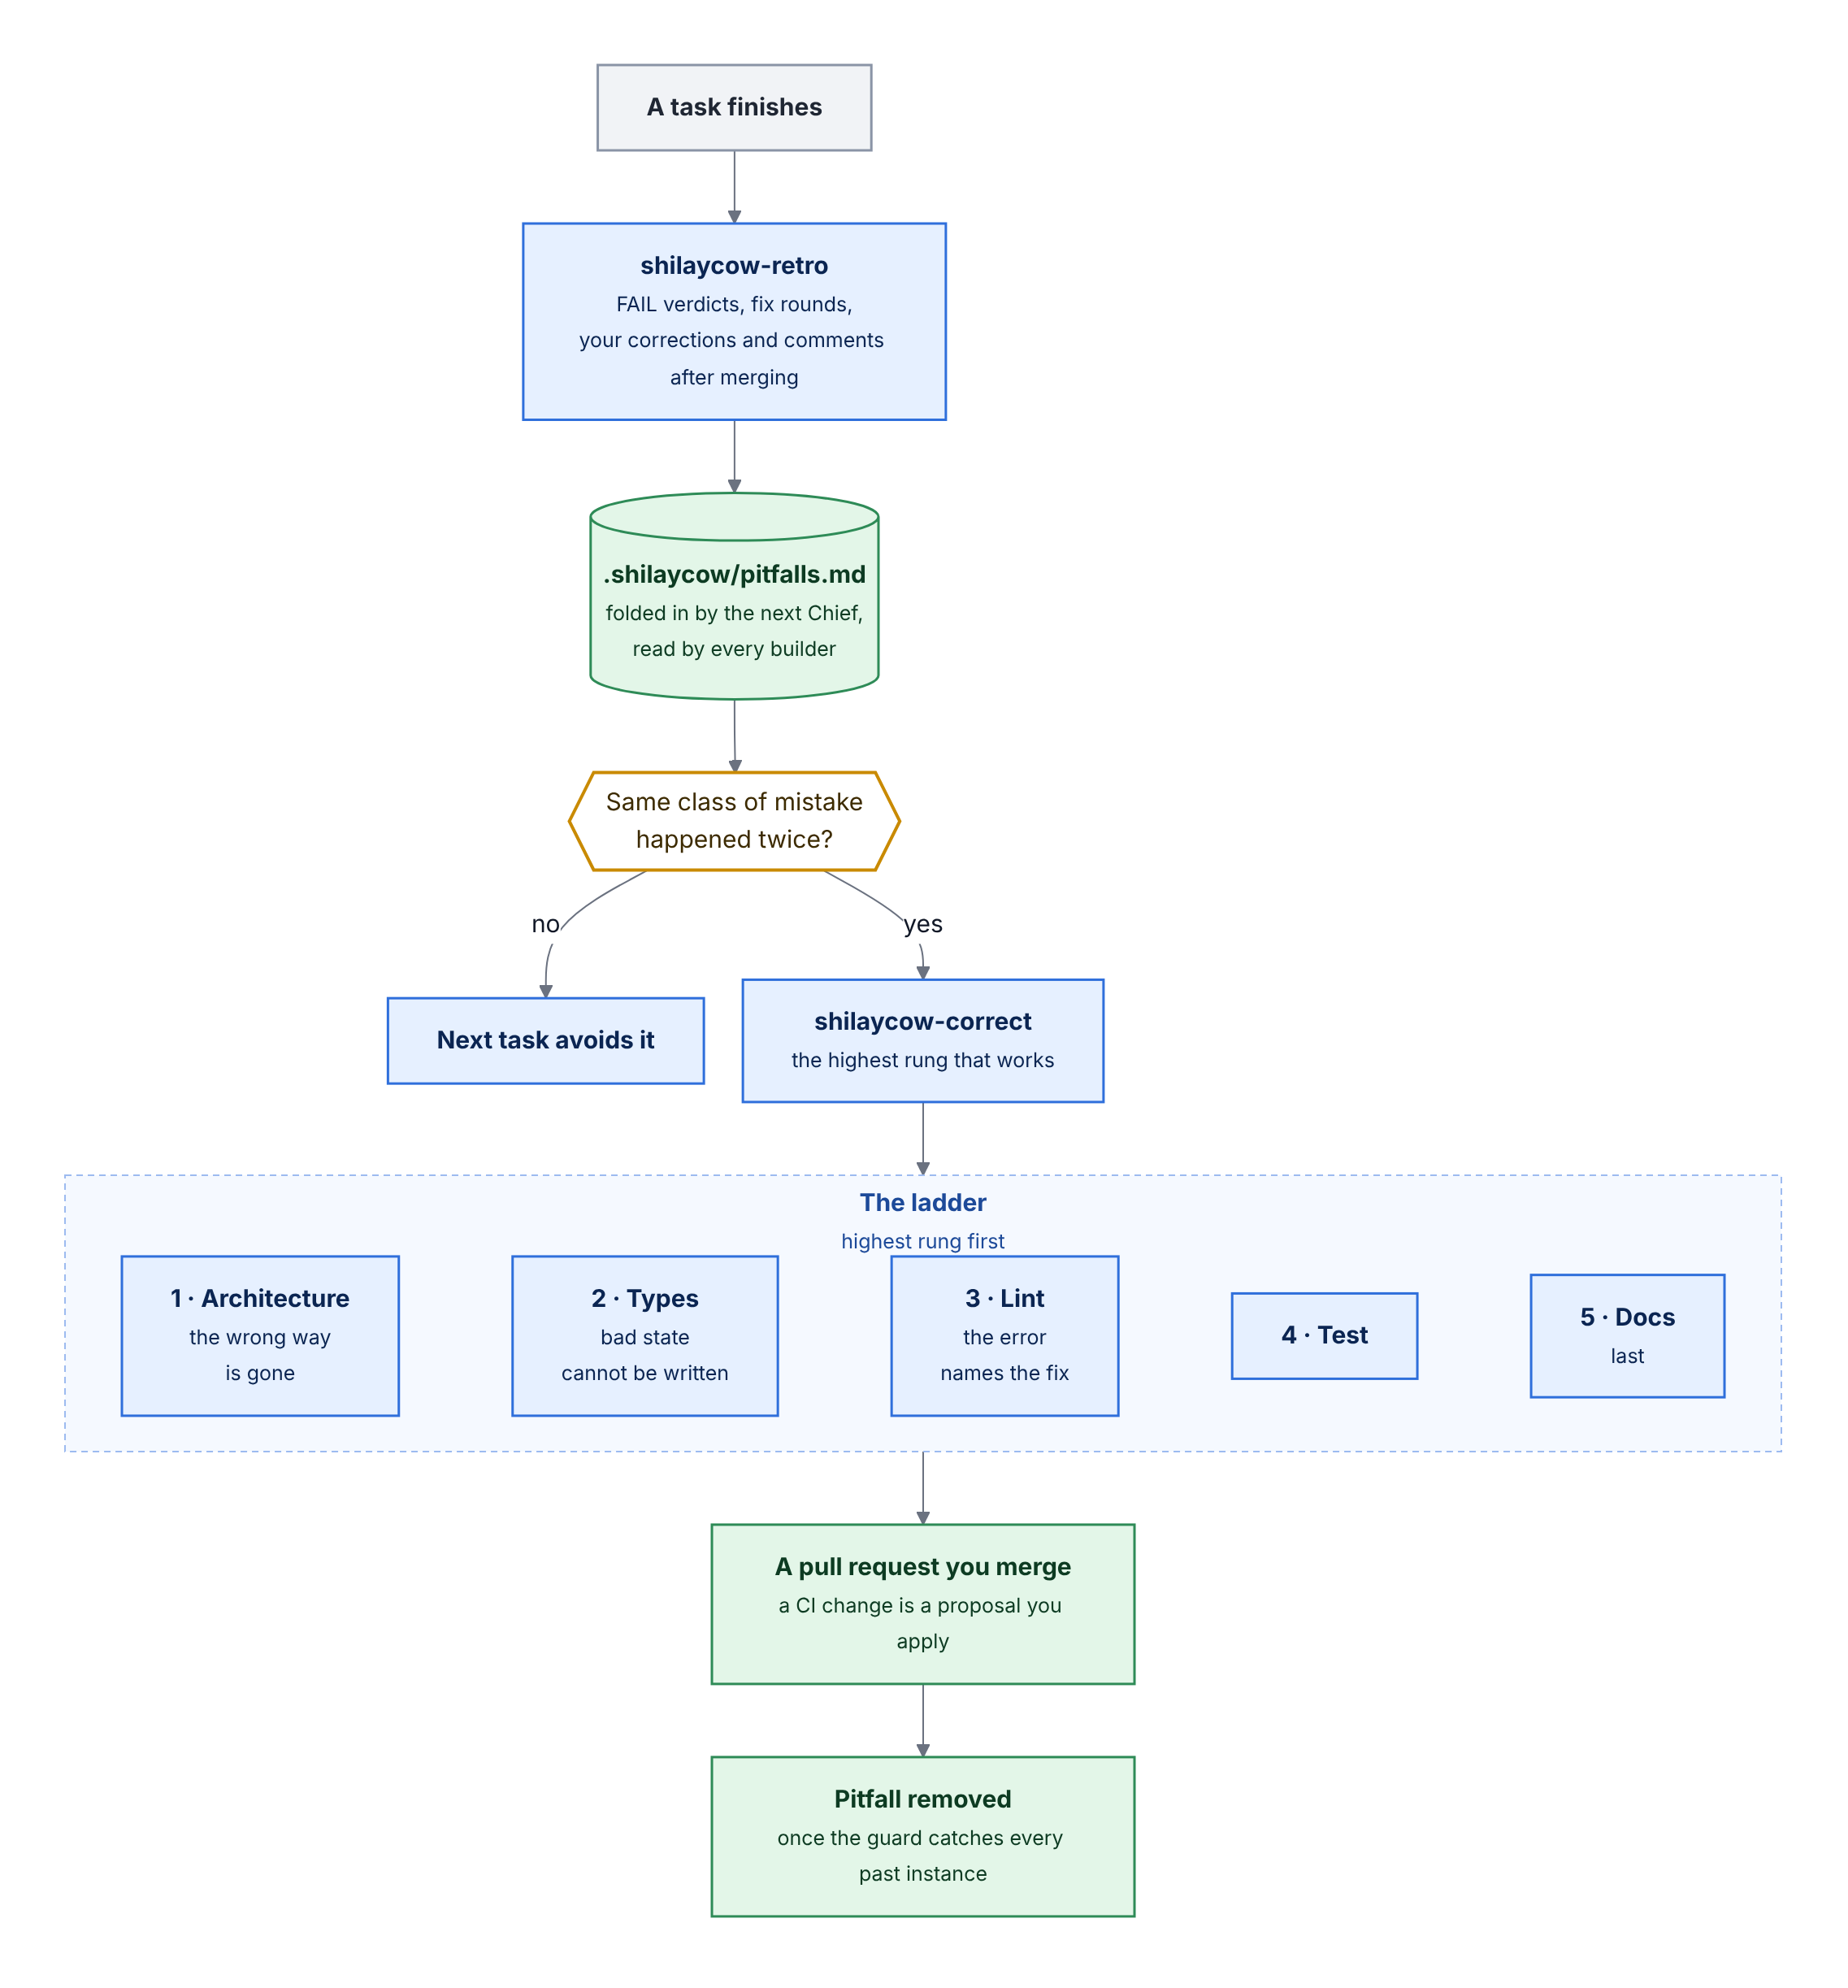 A task finishes
shilaycow-retro
FAIL verdicts, fix rounds,
your corrections and comments
after merging
.shilaycow/pitfalls.md
folded in by the next Chief,
read by every builder
Same class of mistake
happened twice?
no
yes
Next task avoids it
shilaycow-correct
the highest rung that works
The ladder
highest rung first
1 · Architecture
the wrong way
is gone
2 · Types
bad state
cannot be written
3 · Lint
the error
names the fix
4 · Test
5 · Docs
last
A pull request you merge
a CI change is a proposal you
apply
Pitfall removed
once the guard catches every
past instance